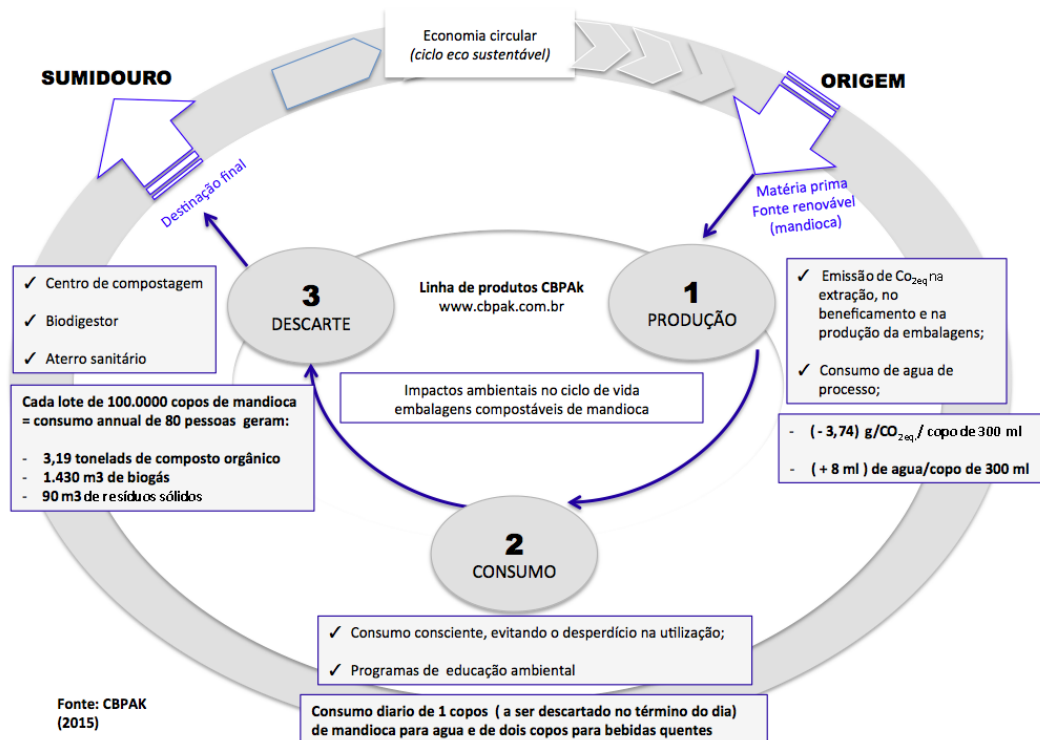 Economia circular
(ciclo eco sustentável)
SUMIDOURO
ORIGEM
Destinação final
Matéria prima
Fonte renovável
(mandioca)
3
DESCARTE
Linha de produtos CBPAk
www.cbpak.com.br
1
PRODUÇÃO
✓ Centro de compostagem
✓ Biodigestor
✓ Aterro sanitário
✓ Emissão de Co2eq na
extração, no
beneficamento e na
produção da embalagens;
✓ Consumo de agua de
processo;
Impactos ambientais no ciclo de vida
embalagens compostáveis de mandioca
Cada lote de 100.0000 copos de mandioca
= consumo annual de 80 pessoas geram:
- 3,19 tonelads de composto orgânico
- 1.430 m3 de biogás
- 90 m3 de resíduos sólidos
- ( - 3,74) g/CO2eq./ copo de 300 ml
- ( + 8 ml ) de agua/copo de 300 ml
2
CONSUMO
✓ Consumo consciente, evitando o desperdício na utilização;
✓ Programas de educação ambiental
Fonte: CBPAK
(2015)
Consumo diario de 1 copos ( a ser descartado no término do dia)
de mandioca para agua e de dois copos para bebidas quentes